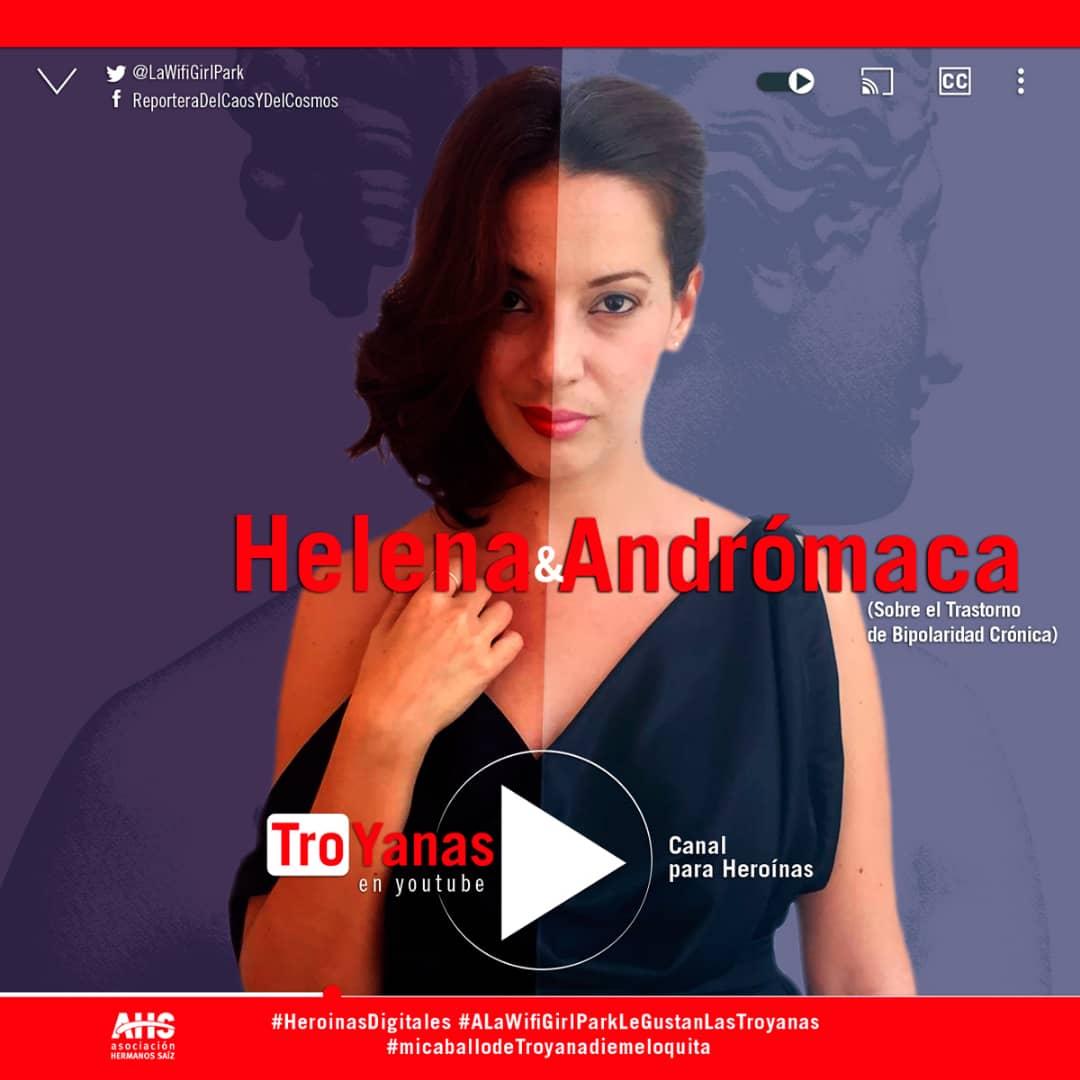 @LaWifiGirlPark
ReporteraDelCaosYDelCosmos
CC
Helena & Andrómaca
(Sobre el Trastorno
de Bipolaridad Crónica)
TroYanas
en youtube
Canal
para Heroínas
AHS
asociación
HERMANOS SAÍZ
#HeroinasDigitales #ALaWifiGirlParkLeGustanLasTroyanas
#micaballodeTroyanadiemeloquita